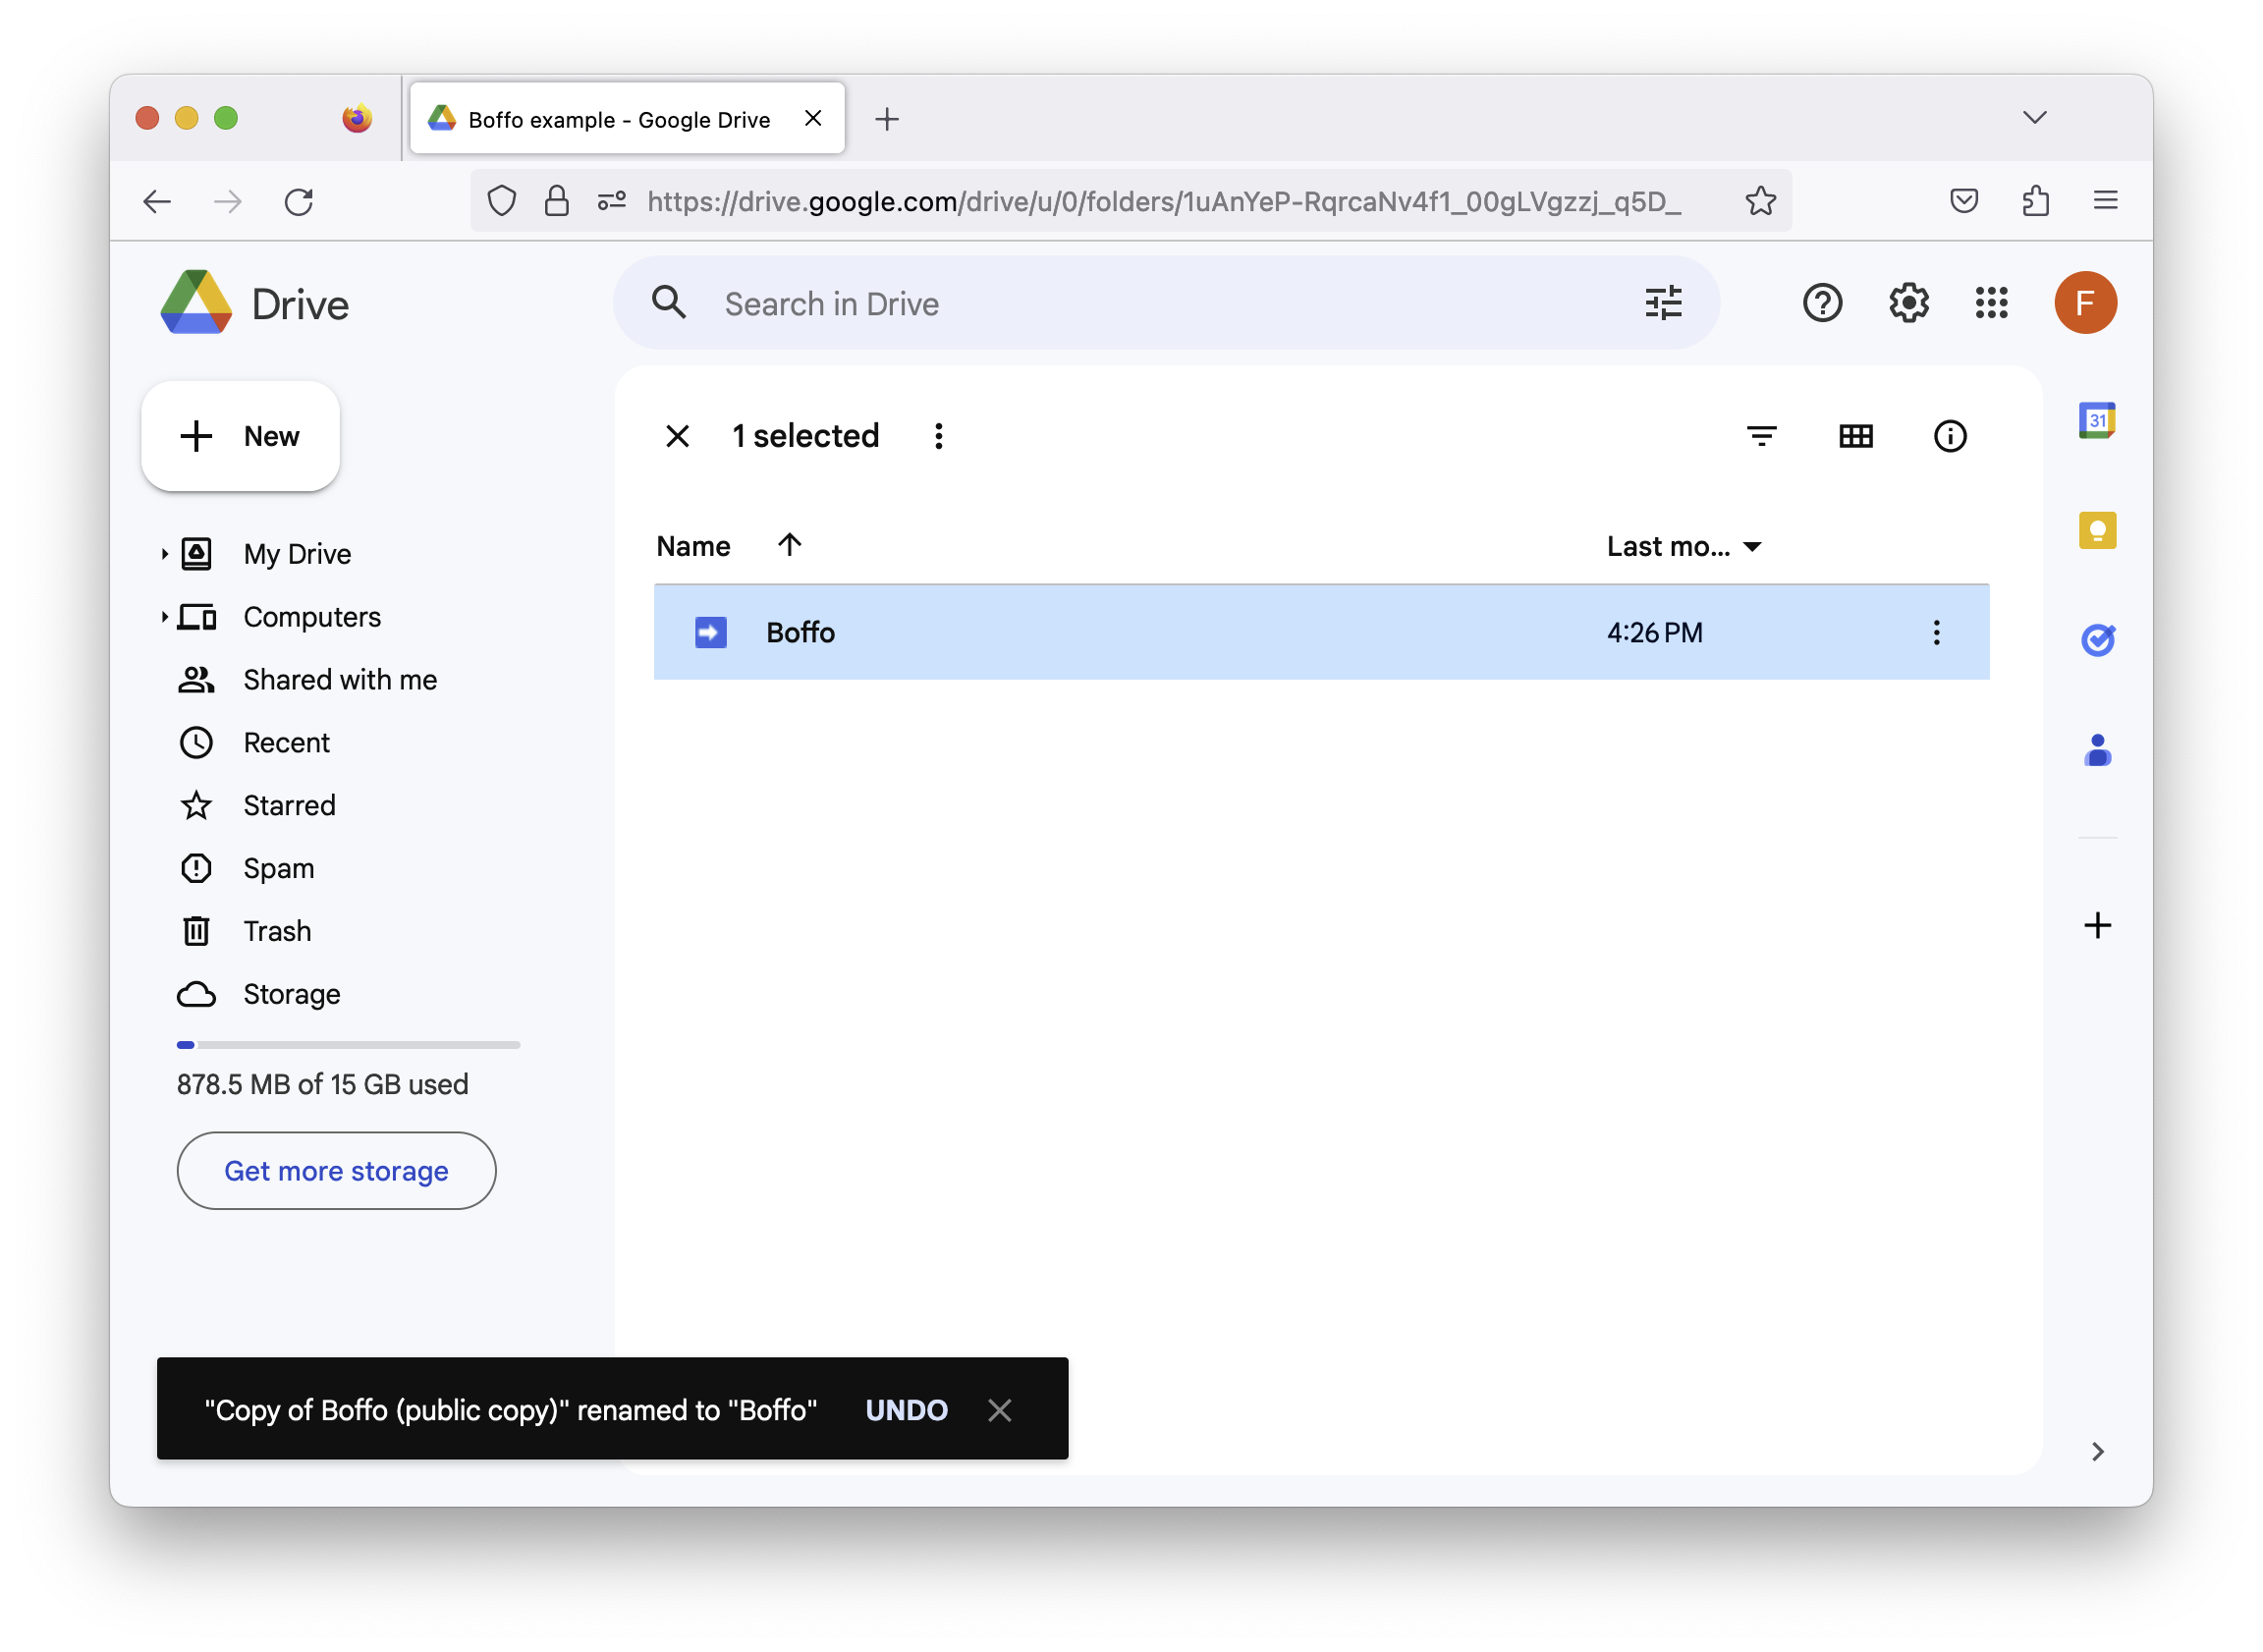 Boffo example - Google Drive
https://drive.google.com/drive/u/0/folders/1uAnYeP-RqrcaNv4f1_00gLVgzzj_q5D_
Drive
Search in Drive
F
New
1 selected
31
Name
Last mo...
My Drive
Boffo
4:26 PM
Computers
Shared with me
Recent
Starred
Spam
Trash
Storage
878.5 MB of 15 GB used
Get more storage
"Copy of Boffo (public copy)" renamed to "Boffo" UNDO